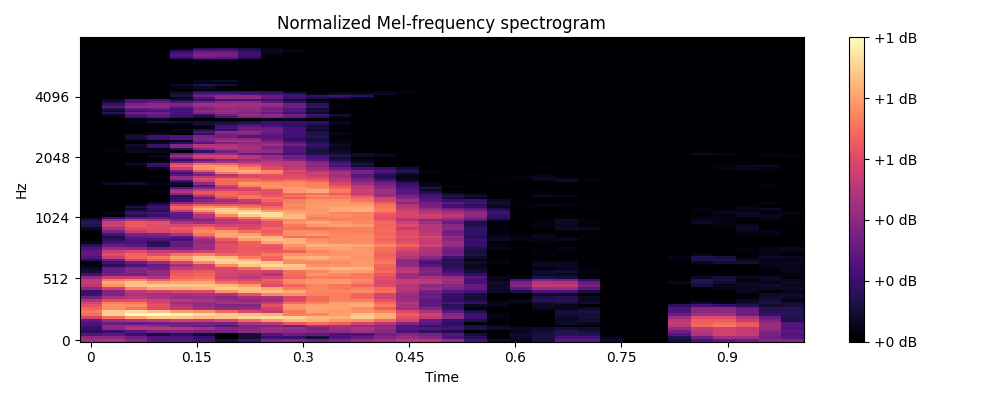 Normalized Mel-frequency spectrogram
Hz
4096
2048
1024
512
0
0 0.15 0.3 0.45 0.6 0.75 0.9
Time
+1 dB
+1 dB
+1 dB
+0 dB
+0 dB
+0 dB